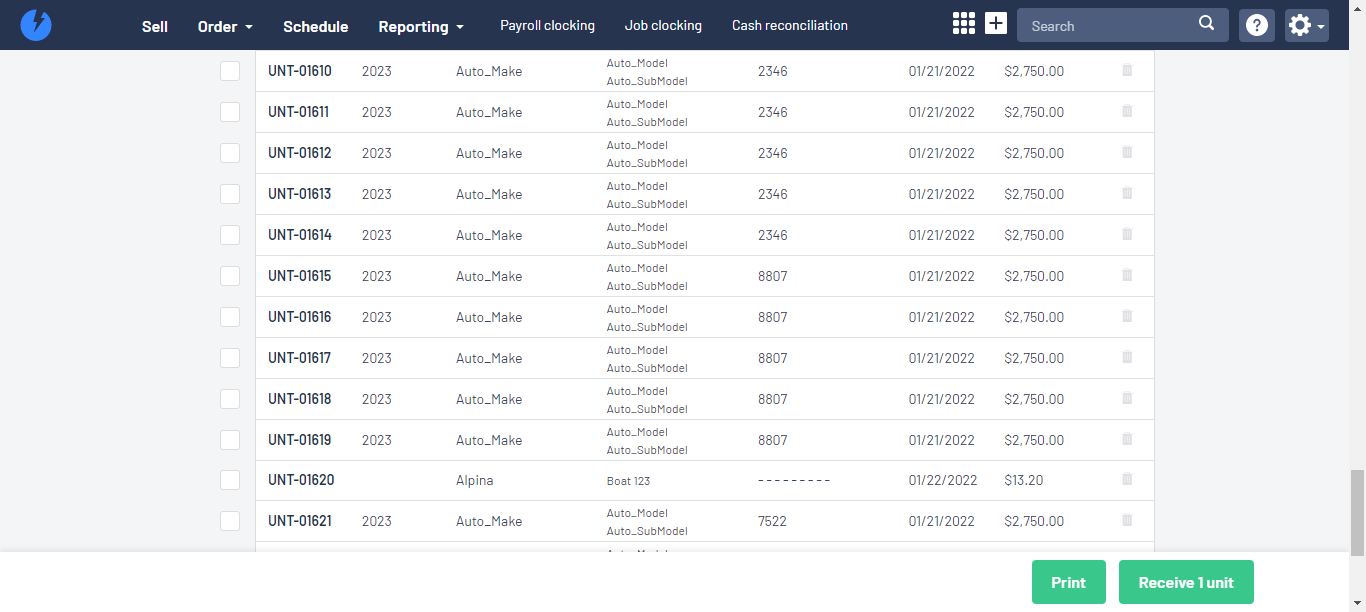 Sell Order Schedule Reporting Payroll clocking Job clocking Cash reconciliation Search ?
UNT-01610 2023 Auto_Make Auto_Model 2346 01/21/2022 $2,750.00
Auto_SubModel
UNT-01611 2023 Auto_Make Auto_Model 2346 01/21/2022 $2,750.00
Auto_SubModel
UNT-01612 2023 Auto_Make Auto_Model 2346 01/21/2022 $2,750.00
Auto_SubModel
UNT-01613 2023 Auto_Make Auto_Model 2346 01/21/2022 $2,750.00
Auto_SubModel
UNT-01614 2023 Auto_Make Auto_Model 2346 01/21/2022 $2,750.00
Auto_SubModel
UNT-01615 2023 Auto_Make Auto_Model 8807 01/21/2022 $2,750.00
Auto_SubModel
UNT-01616 2023 Auto_Make Auto_Model 8807 01/21/2022 $2,750.00
Auto_SubModel
UNT-01617 2023 Auto_Make Auto_Model 8807 01/21/2022 $2,750.00
Auto_SubModel
UNT-01618 2023 Auto_Make Auto_Model 8807 01/21/2022 $2,750.00
Auto_SubModel
UNT-01619 2023 Auto_Make Auto_Model 8807 01/21/2022 $2,750.00
Auto_SubModel
UNT-01620 Alpina Boat 123 --------- 01/22/2022 $13.20
UNT-01621 2023 Auto_Make Auto_Model 7522 01/21/2022 $2,750.00
Auto_SubModel
Print Receive 1 unit